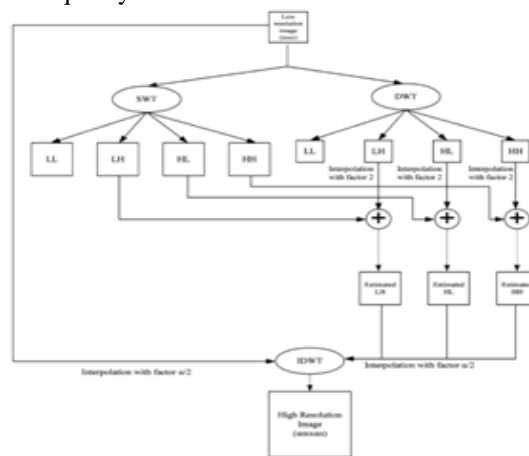 Low
resolution
image
(mxn)
SWT
DWT
LL
LH
HL
HH
LL
LH
HL
HH
Interpolation
with factor 2
Interpolation
with factor 2
Interpolation
with factor 2
+
+
+
Estimated
LH
Estimated
HL
Estimated
HH
IDWT
Interpolation with factor α/2
Interpolation with factor α/2
High Resolution
Image